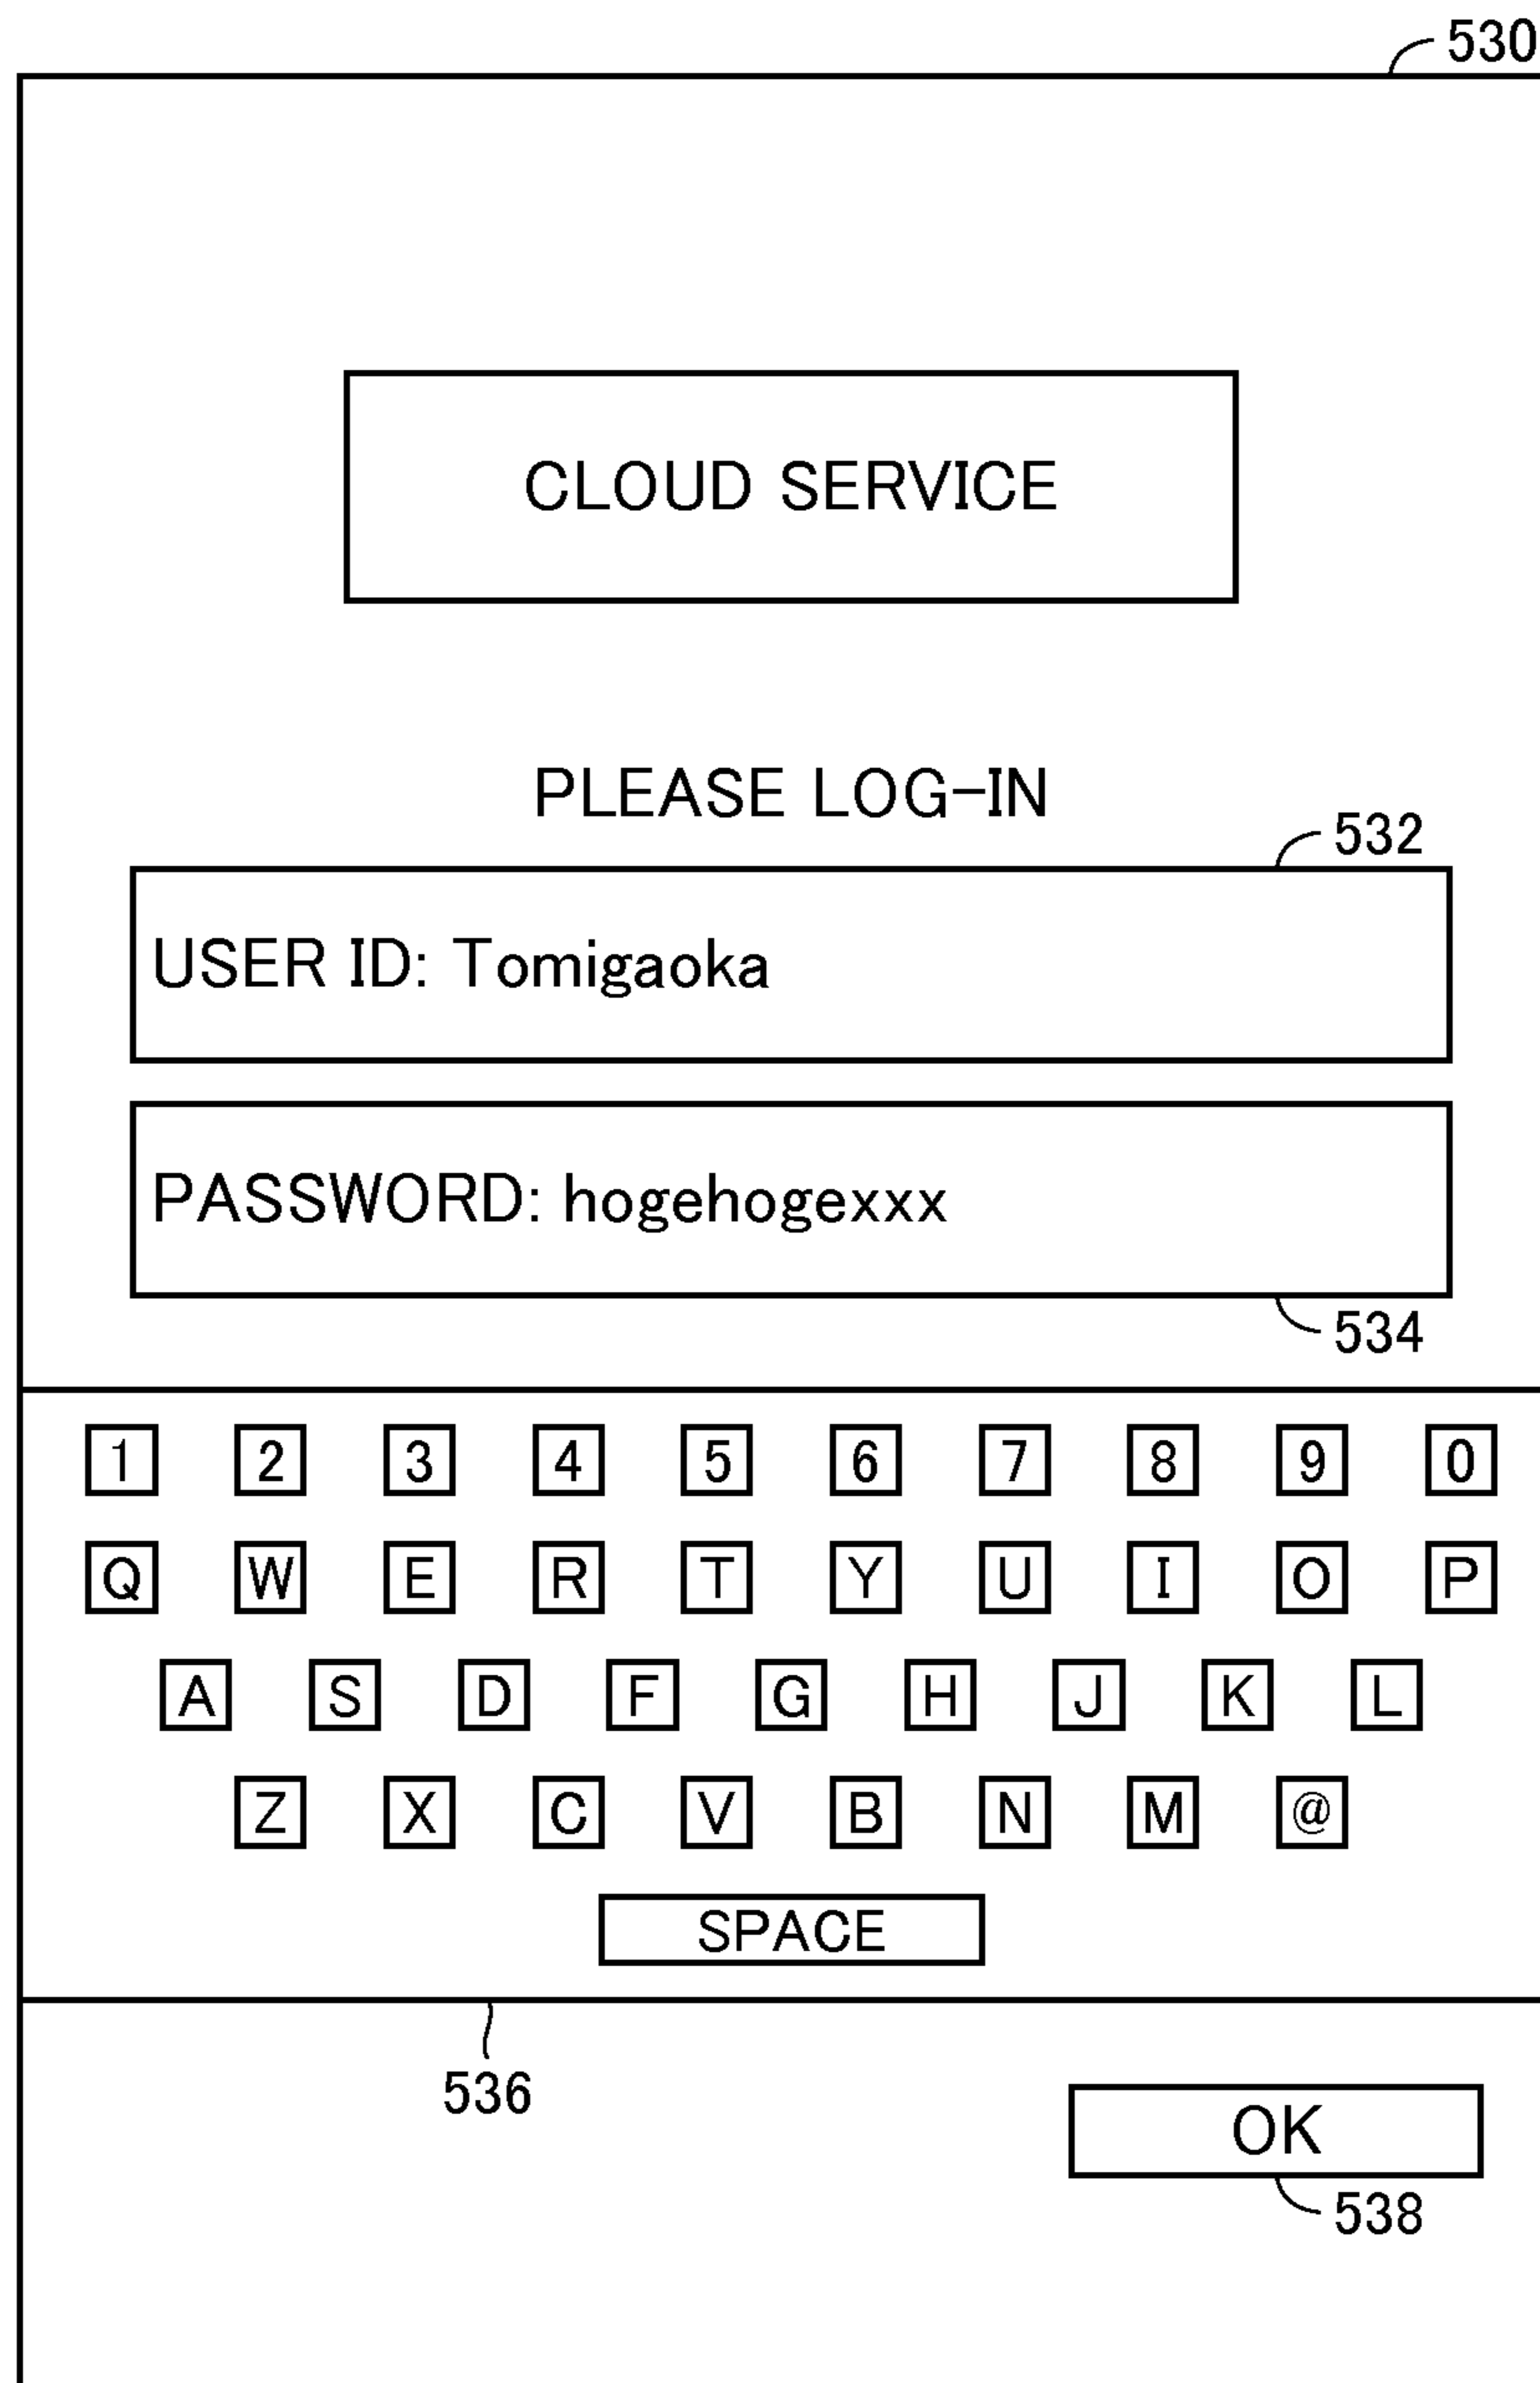 530
CLOUD SERVICE
PLEASE LOG-IN
532
USER ID: Tomigaoka
PASSWORD: hogehogexxx
534
1 2 3 4 5 6 7 8 9 0
Q W E R T Y U I O P
A S D F G H J K L
Z X C V B N M @
SPACE
536
OK
538